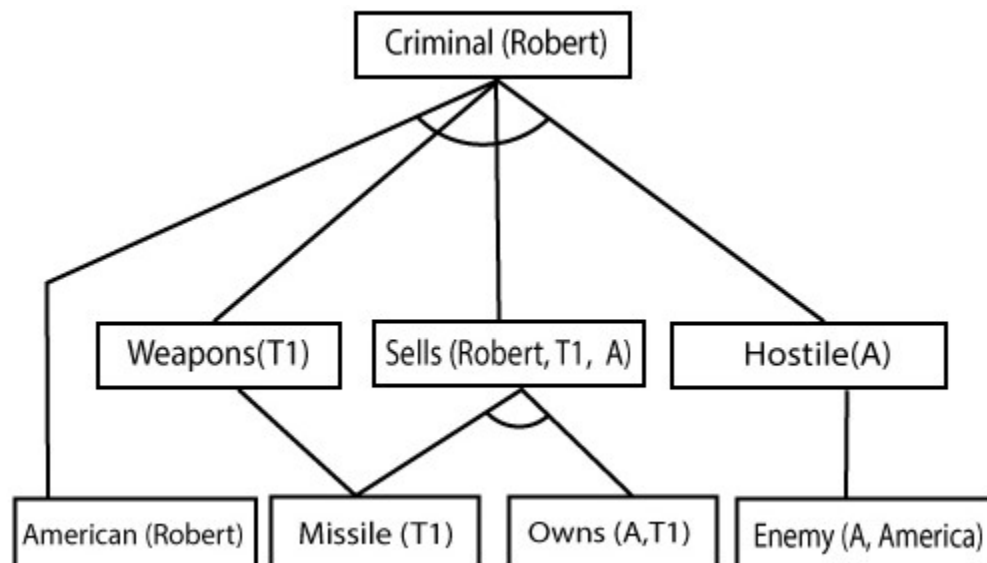 Criminal (Robert)
Weapons(T1)
Sells (Robert, T1, A)
Hostile(A)
American (Robert)
Missile (T1)
Owns (A,T1)
Enemy (A, America)